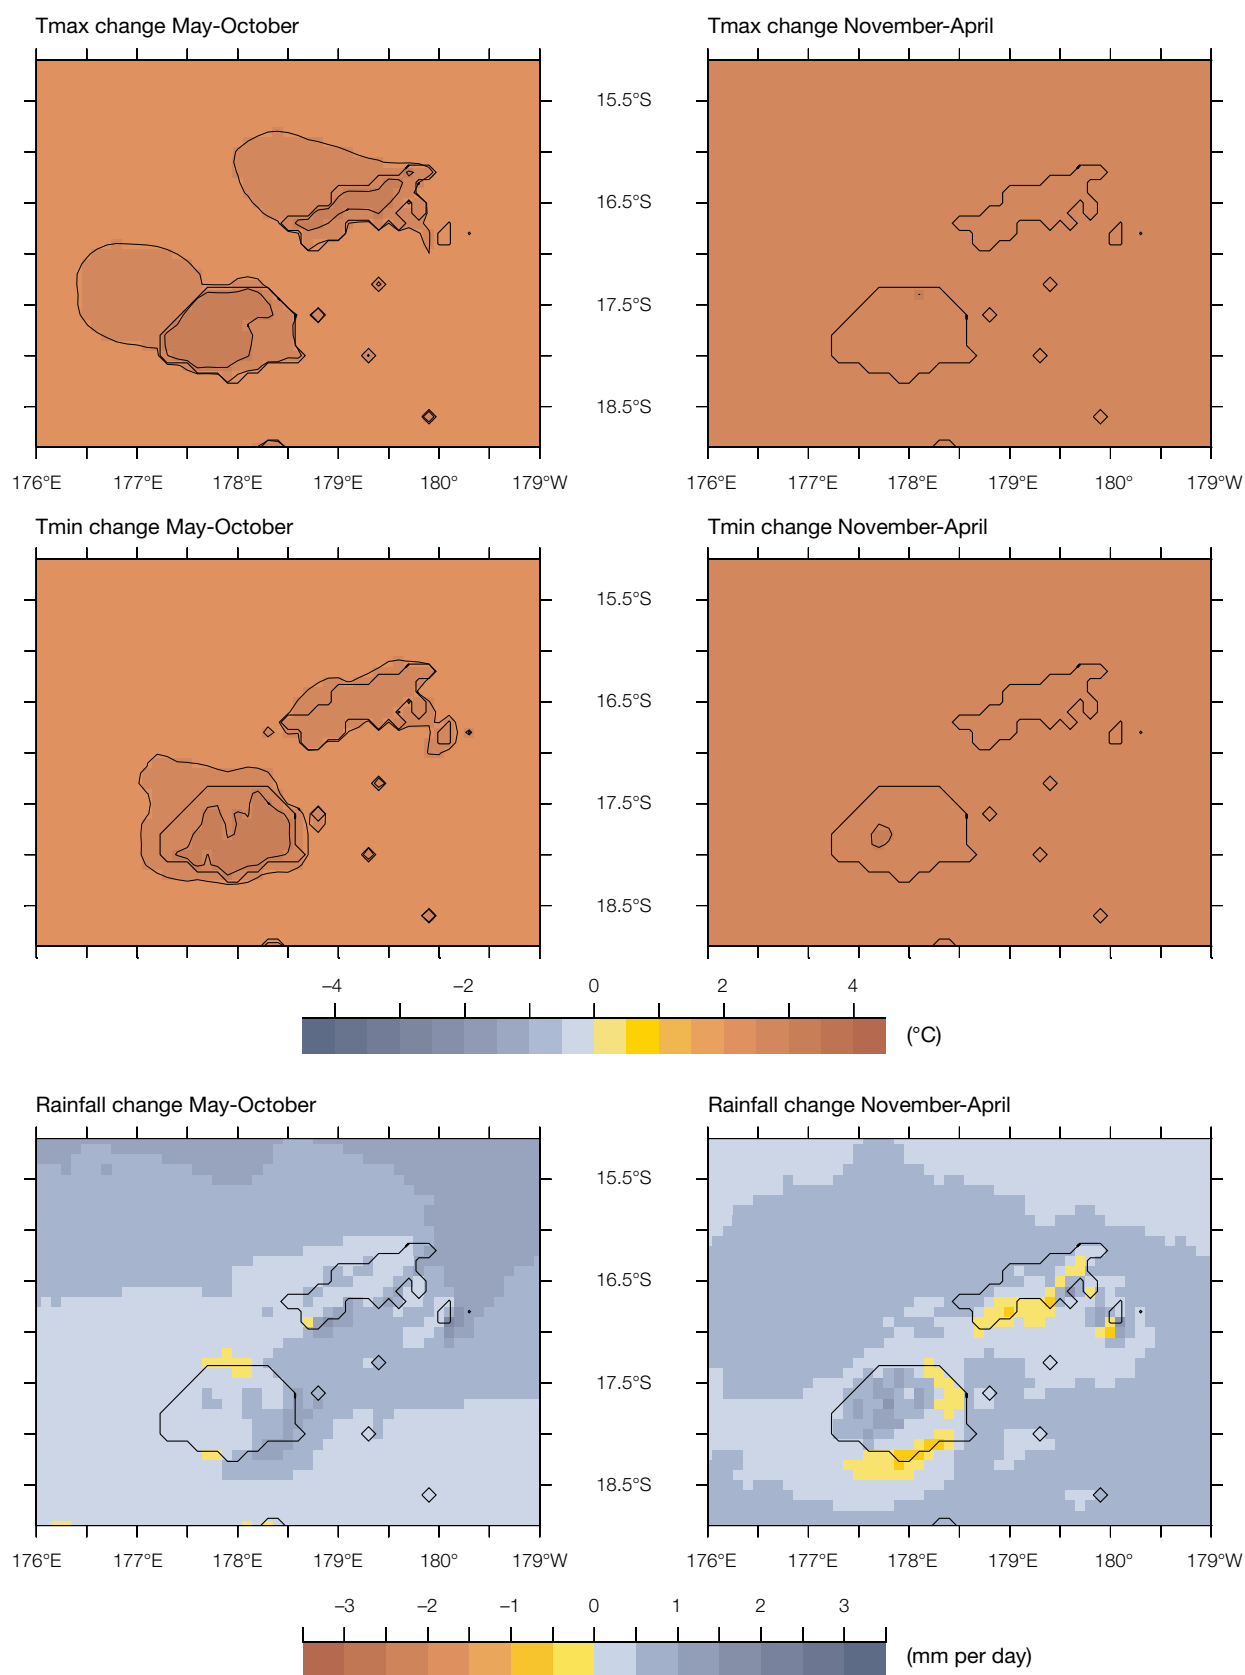 Tmax change May-October Tmax change November-April
15.5°S
16.5°S
17.5°S
18.5°S
176°E 177°E 178°E 179°E 180° 179°W 176°E 177°E 178°E 179°E 180° 179°W
Tmin change May-October Tmin change November-April
15.5°S
16.5°S
17.5°S
18.5°S
–4 –2 0 2 4
(°C)
Rainfall change May-October Rainfall change November-April
15.5°S
16.5°S
17.5°S
18.5°S
176°E 177°E 178°E 179°E 180° 179°W 176°E 177°E 178°E 179°E 180° 179°W
–3 –2 –1 0 1 2 3
(mm per day)